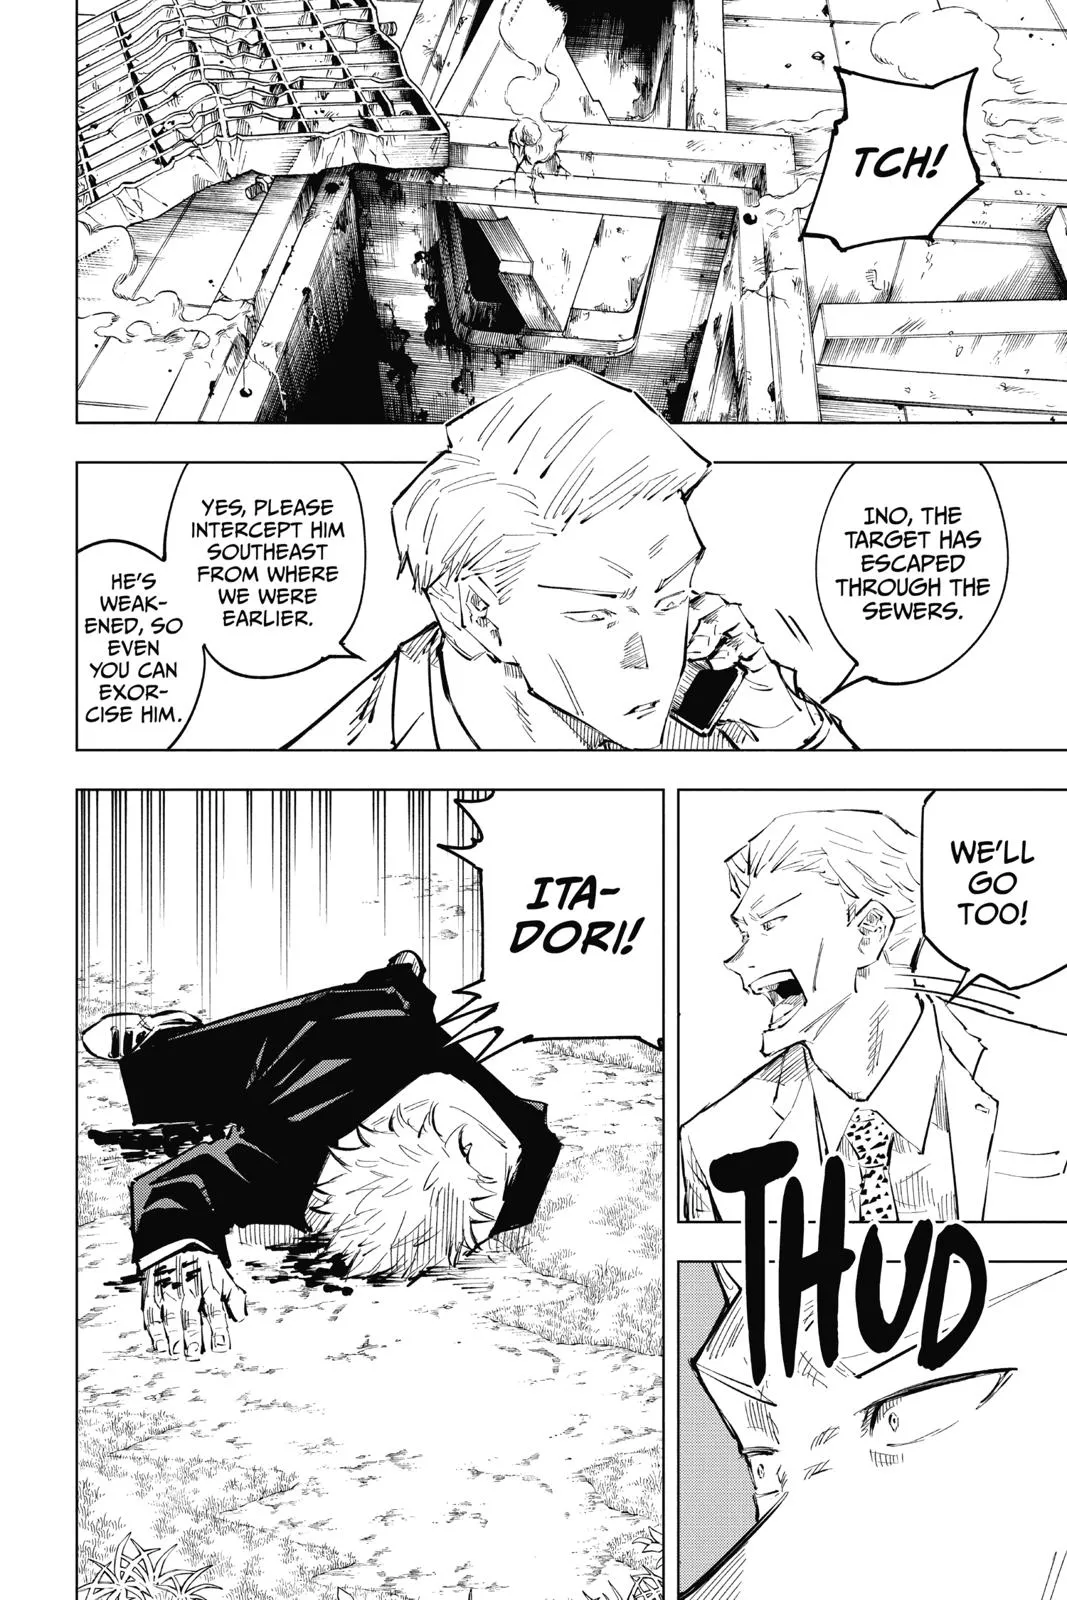 TCH!
INO, THE
TARGET HAS
ESCAPED
THROUGH THE
SEWERS.
YES, PLEASE
INTERCEPT HIM
SOUTHEAST
FROM WHERE
WE WERE
EARLIER.
HE'S
WEAK-
ENED, SO
EVEN
YOU CAN
EXOR-
CISE HIM.
WE'LL
GO
TOO!
THUD
ITA-
DORI!